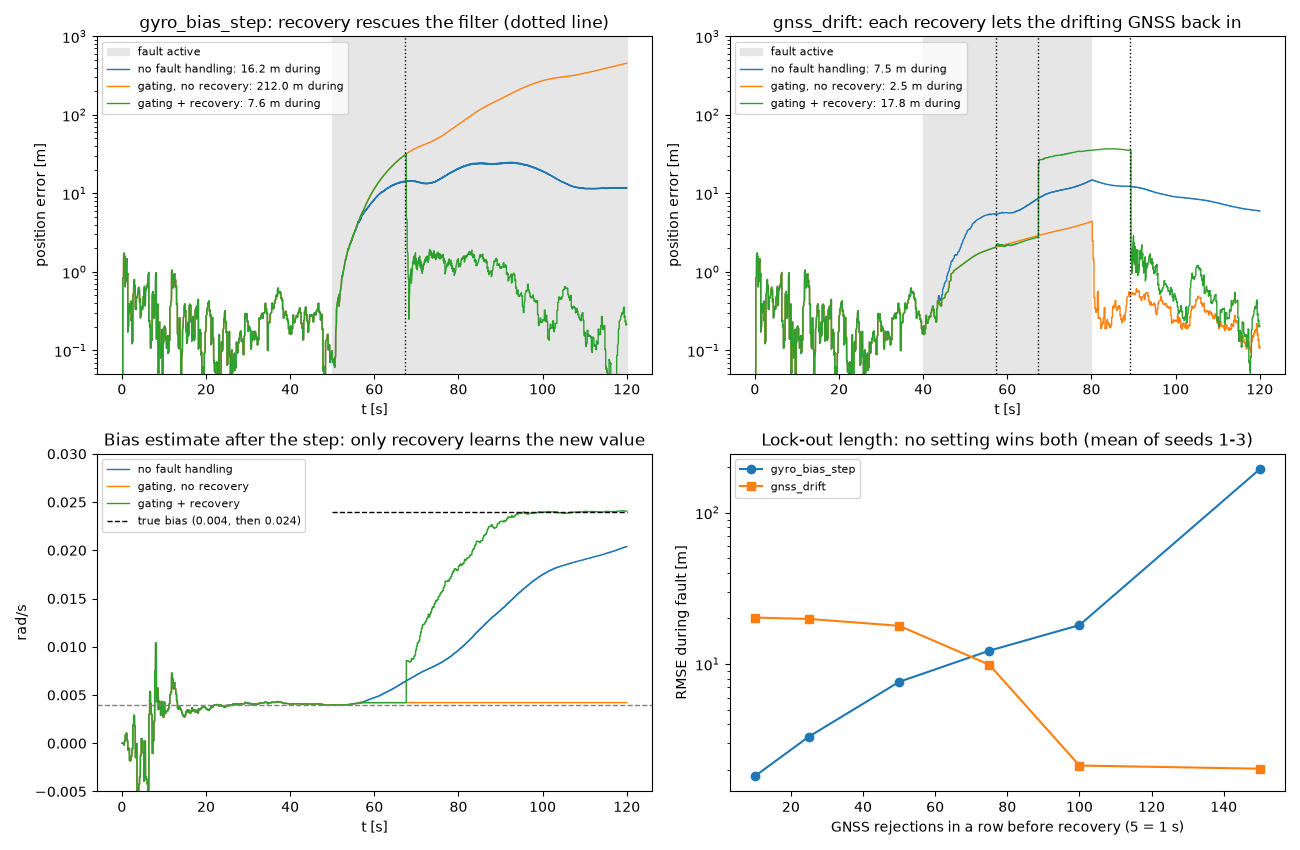 gyro_bias_step: recovery rescues the filter (dotted line)
10³
10²
10¹
10⁰
10⁻¹
position error [m]
fault active
no fault handling: 16.2 m during
gating, no recovery: 212.0 m during
gating + recovery: 7.6 m during
0 20 40 60 80 100 120
t [s]
gnss_drift: each recovery lets the drifting GNSS back in
10³
10²
10¹
10⁰
10⁻¹
position error [m]
fault active
no fault handling: 7.5 m during
gating, no recovery: 2.5 m during
gating + recovery: 17.8 m during
0 20 40 60 80 100 120
t [s]
Bias estimate after the step: only recovery learns the new value
0.030
0.025
0.020
0.015
0.010
0.005
0.000
−0.005
rad/s
no fault handling
gating, no recovery
gating + recovery
true bias (0.004, then 0.024)
0 20 40 60 80 100 120
t [s]
Lock-out length: no setting wins both (mean of seeds 1-3)
10²
10¹
RMSE during fault [m]
gyro_bias_step
gnss_drift
20 40 60 80 100 120 140
GNSS rejections in a row before recovery (5 = 1 s)